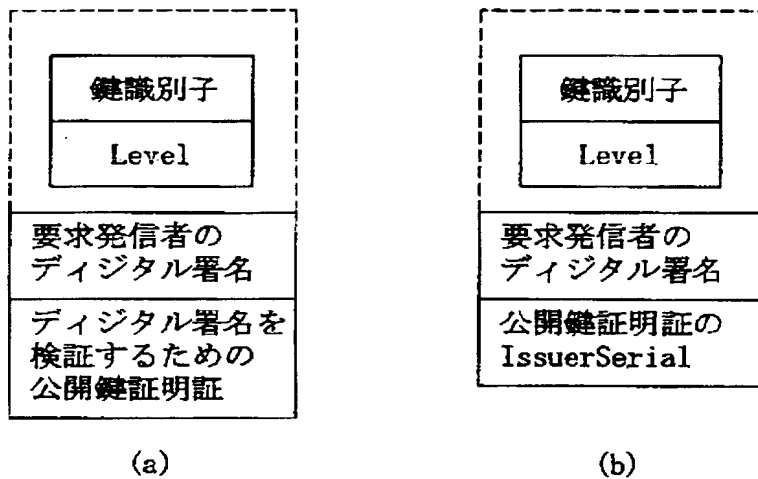 鍵識別子
Level
要求発信者の
ディジタル署名
ディジタル署名を
検証するための
公開鍵証明証
(a)
鍵識別子
Level
要求発信者の
ディジタル署名
公開鍵証明証の
IssuerSerial
(b)